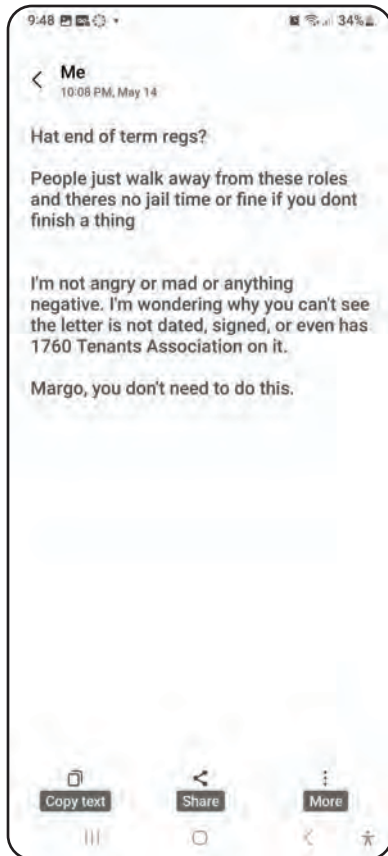 9:48
34%
Me
10:08 PM, May 14
Hat end of term regs?
People just walk away from these roles
and theres no jail time or fine if you dont
finish a thing
I'm not angry or mad or anything
negative. I'm wondering why you can't see
the letter is not dated, signed, or even has
1760 Tenants Association on it.
Margo, you don't need to do this.
Copy text
Share
More